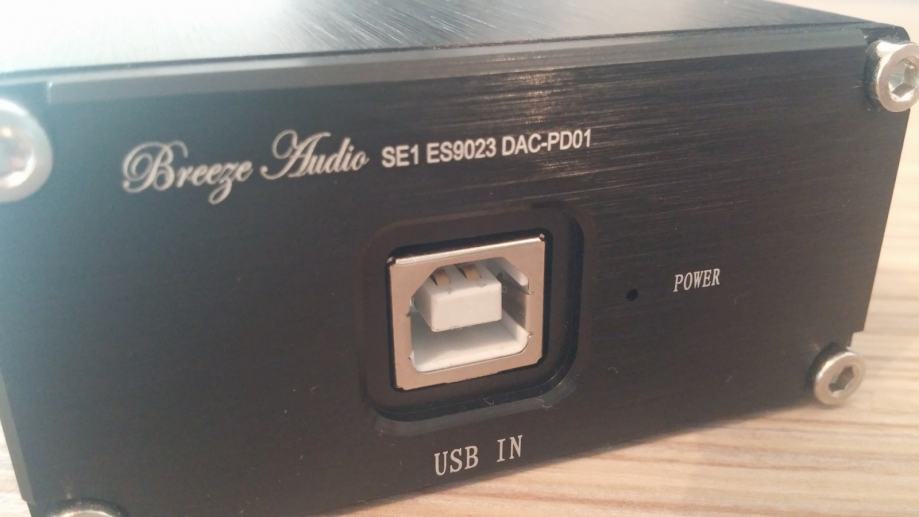 Breeze Audio SE1 ES9023 DAC-PD01
POWER
USB IN